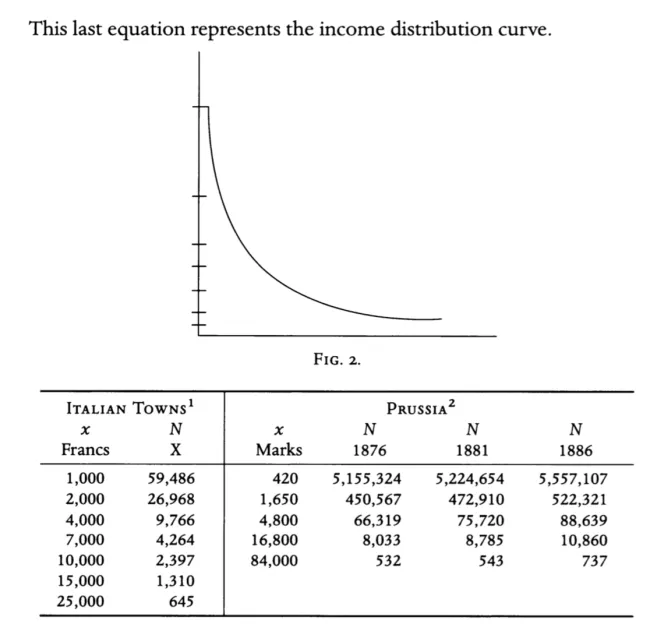 This last equation represents the income distribution curve.
FIG. 2.
ITALIAN TOWNS¹ PRUSSIA²
x N x N N N
Francs X Marks 1876 1881 1886
1,000 59,486 420 5,155,324 5,224,654 5,557,107
2,000 26,968 1,650 450,567 472,910 522,321
4,000 9,766 4,800 66,319 75,720 88,639
7,000 4,264 16,800 8,033 8,785 10,860
10,000 2,397 84,000 532 543 737
15,000 1,310
25,000 645